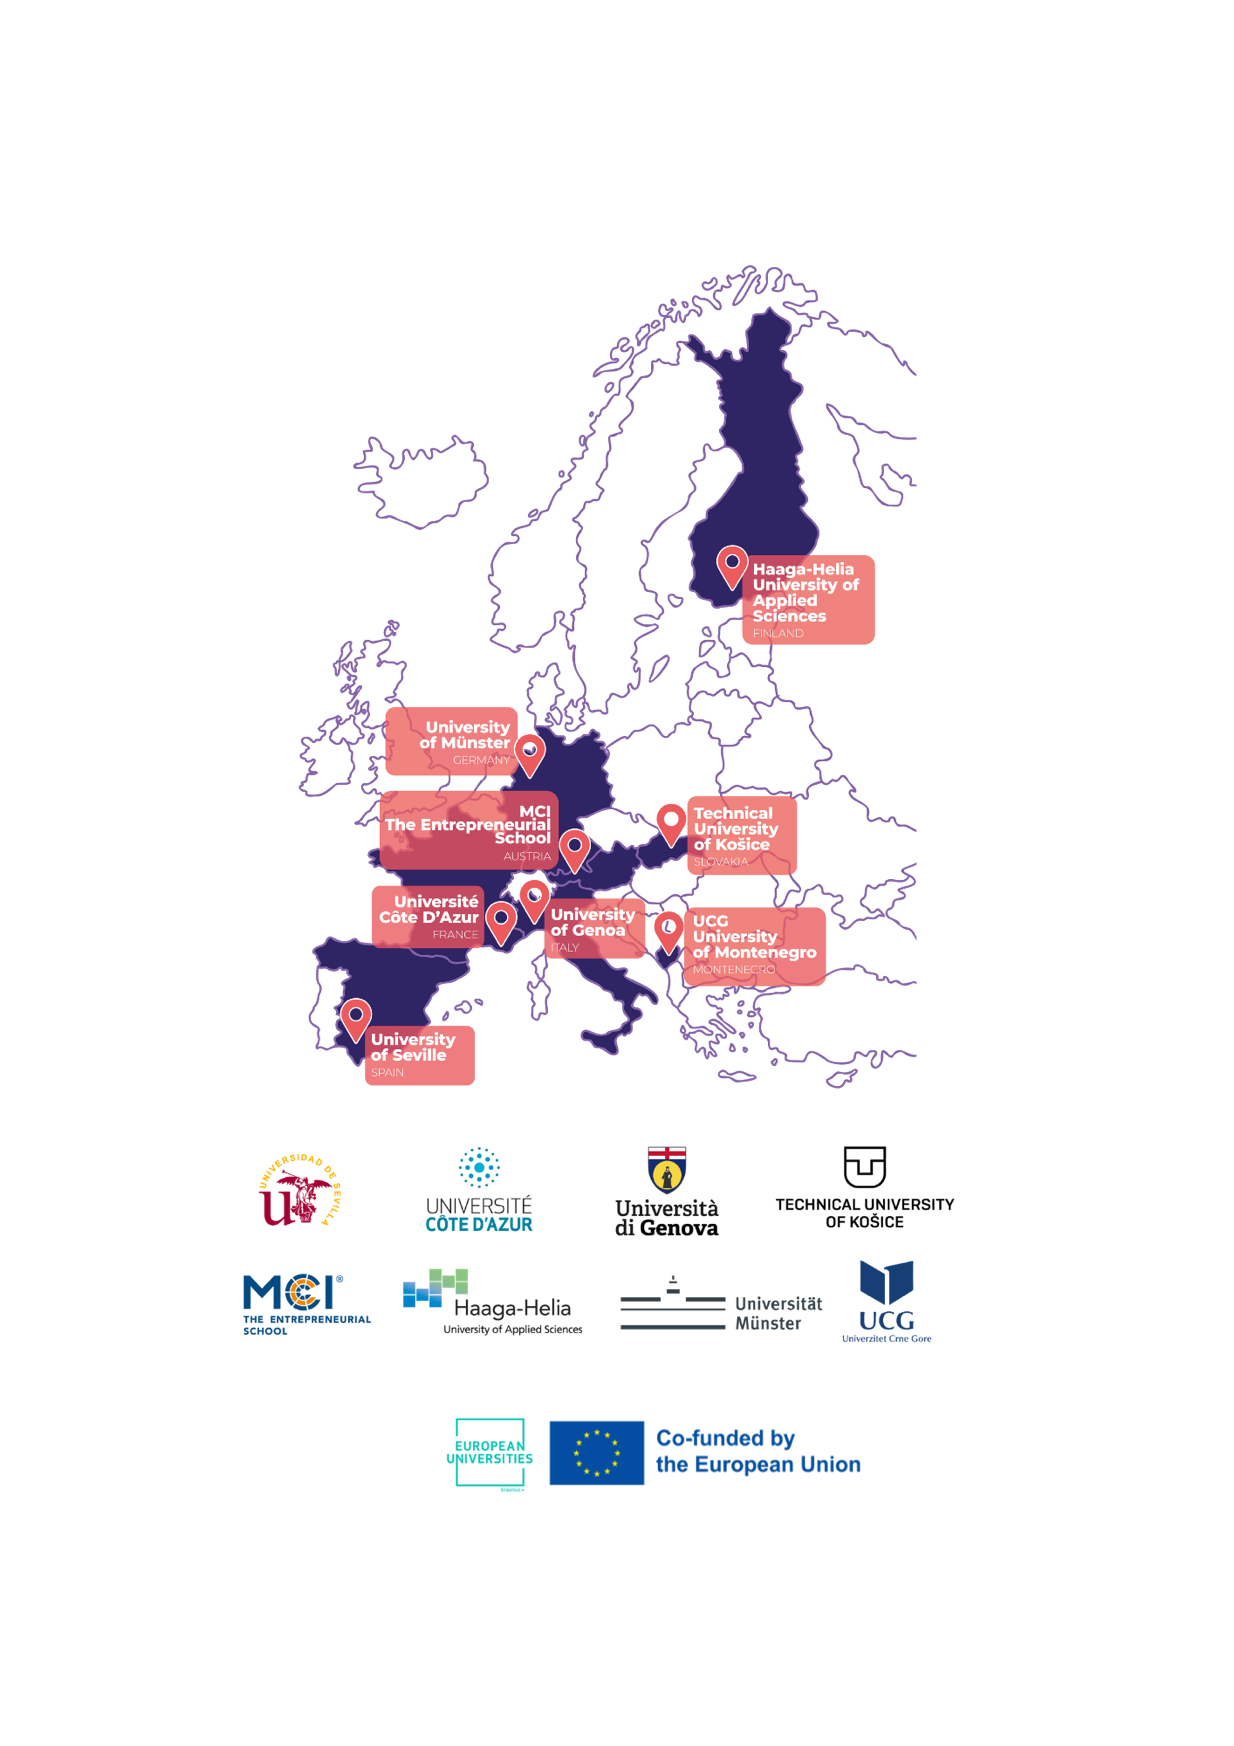 Haaga-Helia
University of
Applied
Sciences
FINLAND
University
of Münster
GERMANY
MCI
The Entrepreneurial
School
AUSTRIA
Technical
University
of Košice
SLOVAKIA
Université
Côte D'Azur
FRANCE
University
of Genoa
ITALY
UCG
University
of Montenegro
MONTENEGRO
University
of Seville
SPAIN
UNIVERSIDAD DE SEVILLA
UNIVERSITÉ
CÔTE D'AZUR
Università
di Genova
TECHNICAL UNIVERSITY
OF KOŠICE
MCI®
THE ENTREPRENEURIAL
SCHOOL
Haaga-Helia
University of Applied Sciences
Universität
Münster
UCG
Univerzitet Crne Gore
EUROPEAN
UNIVERSITIES
Co-funded by
the European Union